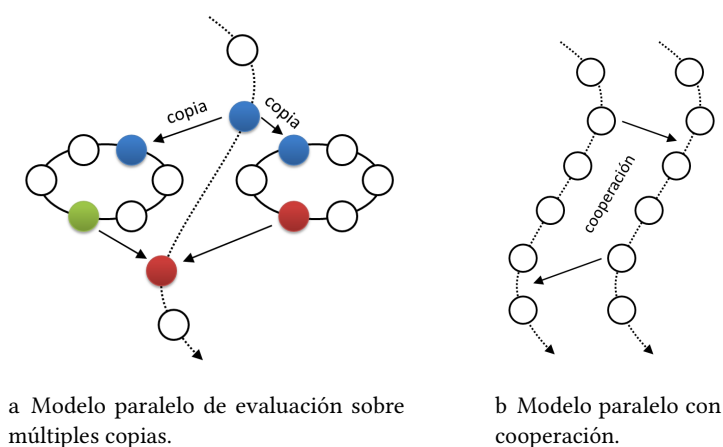 copia
copia
cooperación
a Modelo paralelo de evaluación sobre
múltiples copias.
b Modelo paralelo con
cooperación.